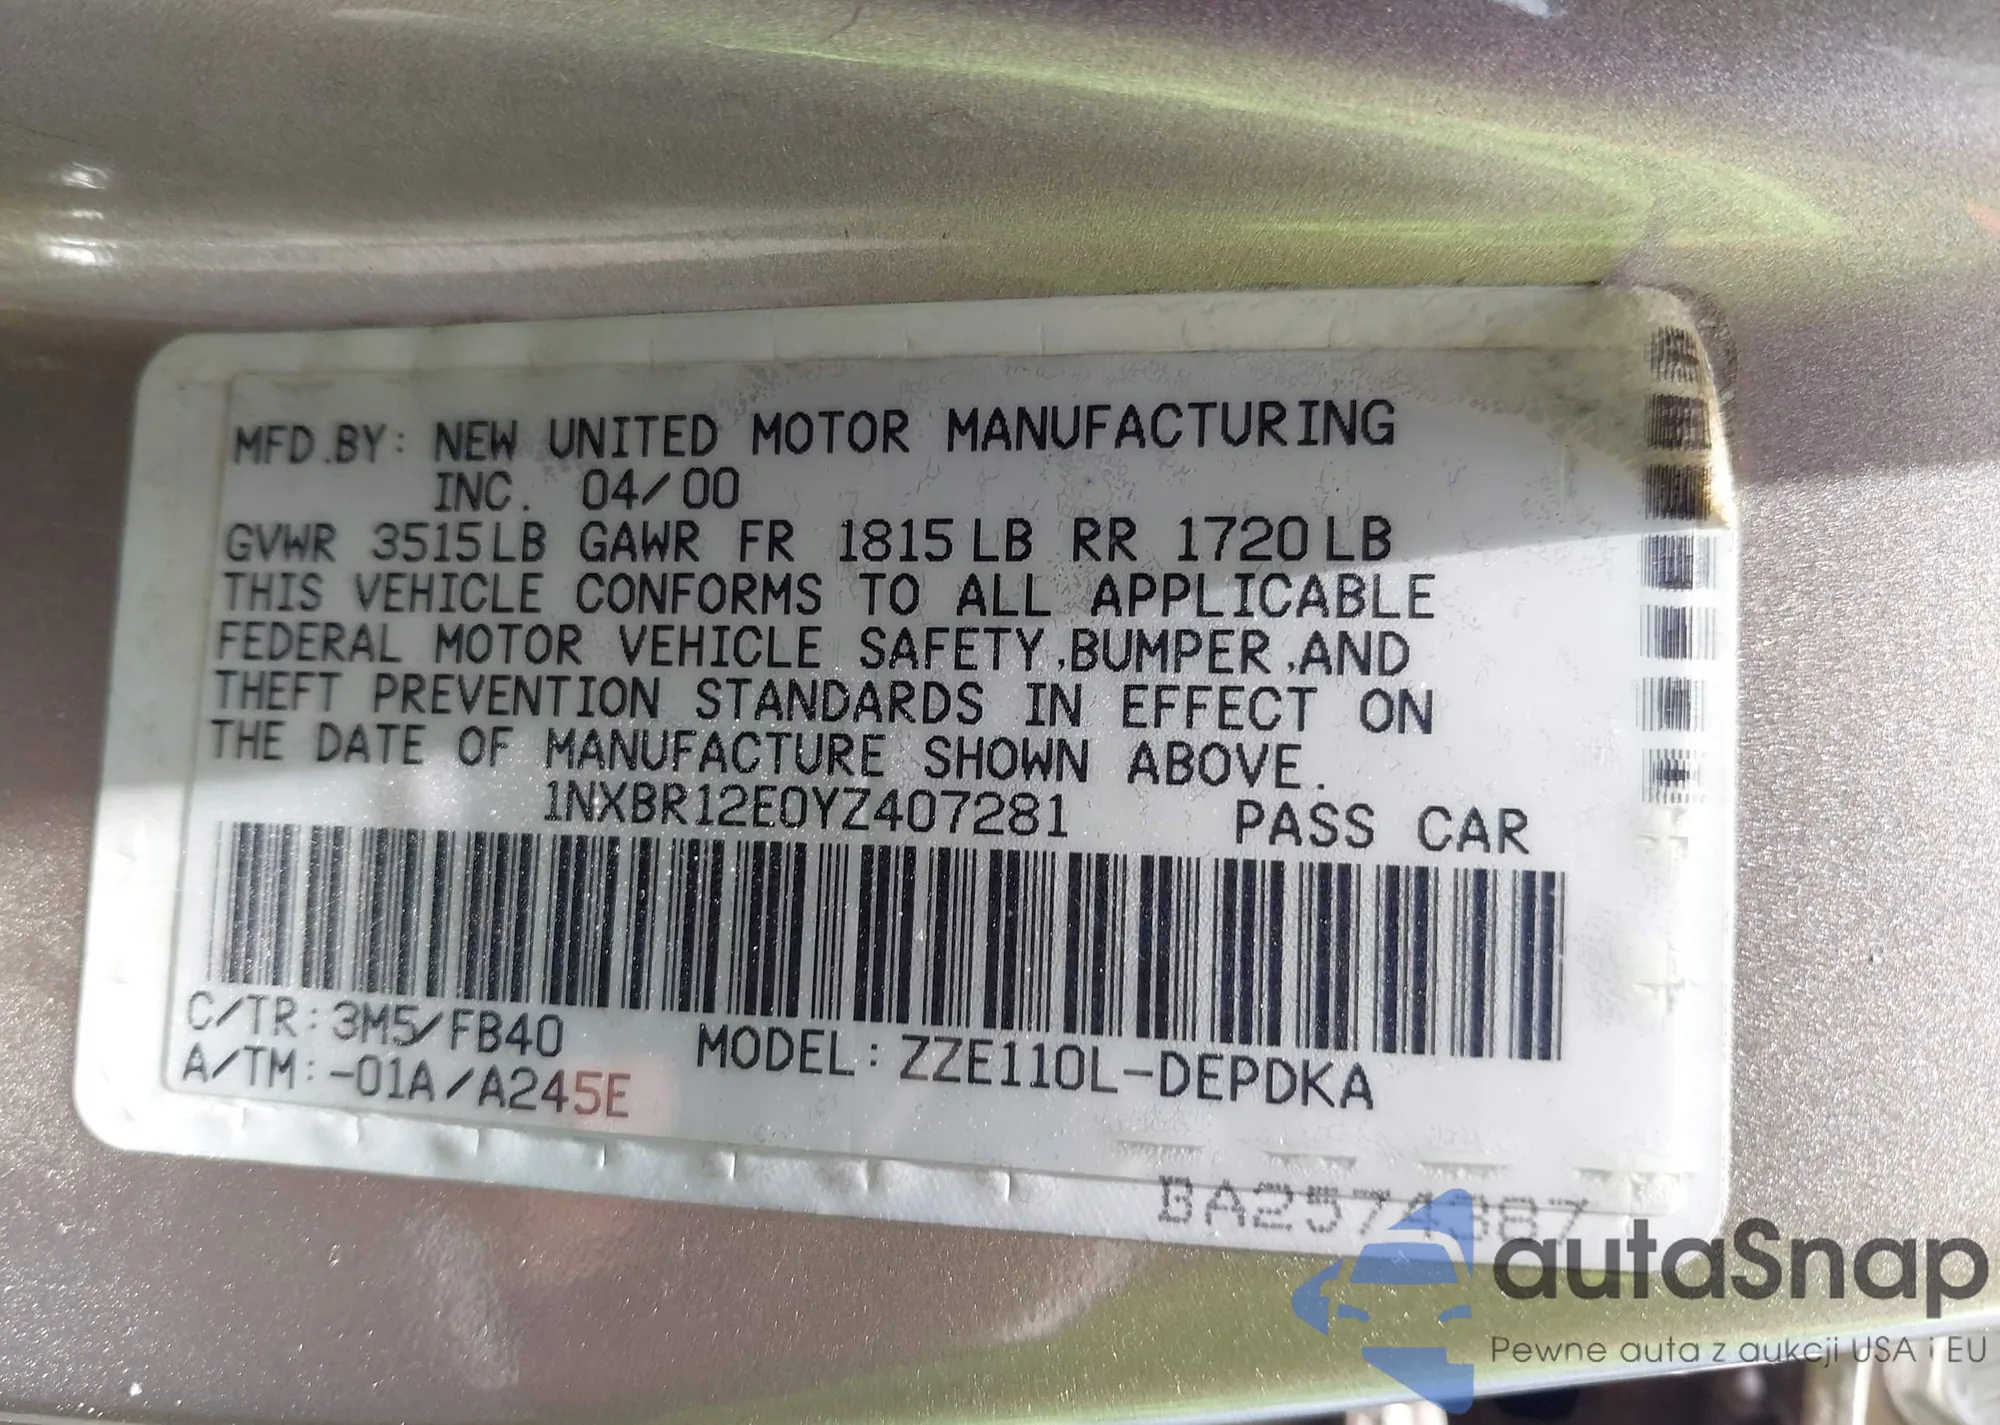 MFD.BY: NEW UNITED MOTOR MANUFACTURING
INC. 04/00
GVWR 3515LB GAWR FR 1815LB RR 1720LB
THIS VEHICLE CONFORMS TO ALL APPLICABLE
FEDERAL MOTOR VEHICLE SAFETY,BUMPER,AND
THEFT PREVENTION STANDARDS IN EFFECT ON
THE DATE OF MANUFACTURE SHOWN ABOVE.
1NXBR12E0YZ407281 PASS CAR
C/TR: 3M5/FB40
MODEL: ZZE110L-DEPDKA
A/TM:-01A/A245E
autaSnap
Pewne auta z aukcji USA i EU